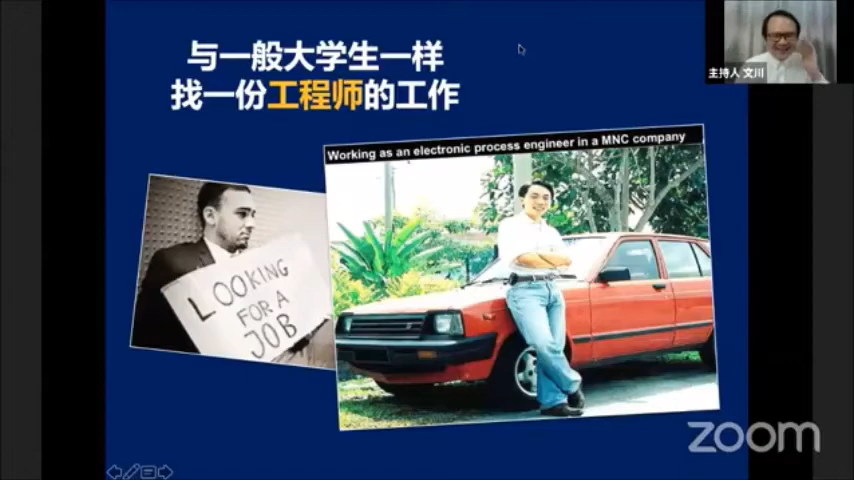 与一般大学生一样
找一份工程师的工作
主持人 文川
Working as an electronic process engineer in a MNC company
LOOKING
FOR A
JOB
zoom